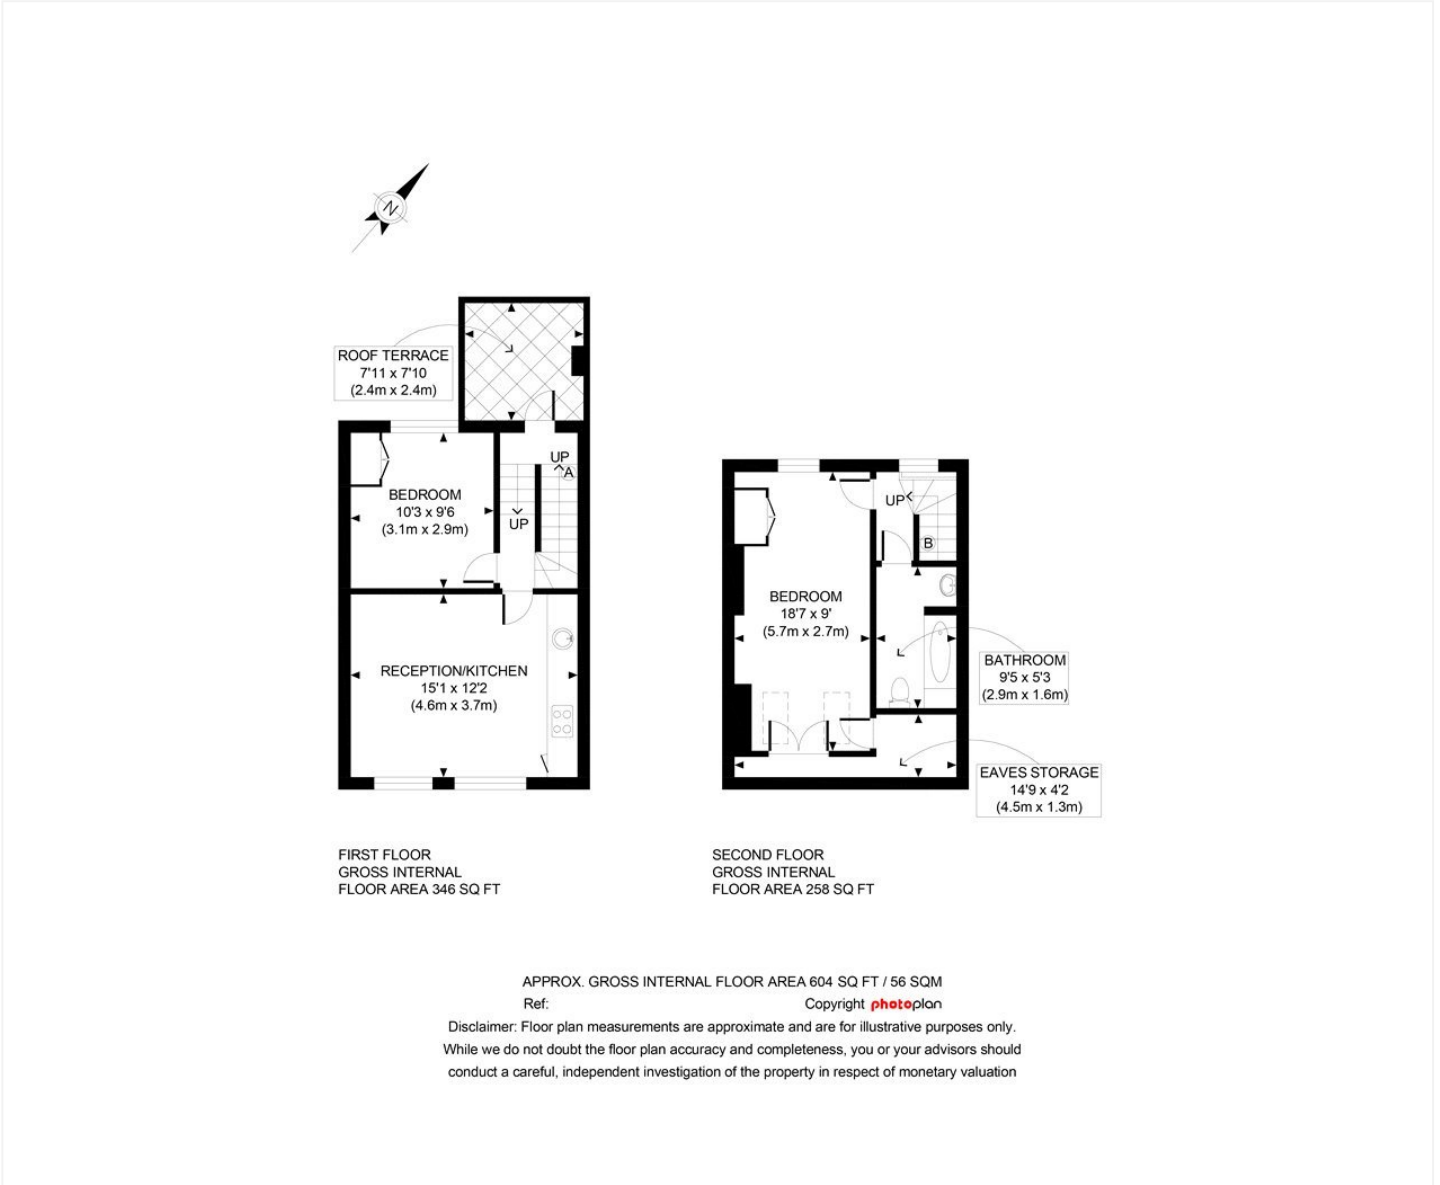 N
ROOF TERRACE
7'11 x 7'10
(2.4m x 2.4m)
UP
A
BEDROOM
10'3 x 9'6
(3.1m x 2.9m)
UP
RECEPTION/KITCHEN
15'1 x 12'2
(4.6m x 3.7m)
UP
B
BEDROOM
18'7 x 9'
(5.7m x 2.7m)
BATHROOM
9'5 x 5'3
(2.9m x 1.6m)
EAVES STORAGE
14'9 x 4'2
(4.5m x 1.3m)
FIRST FLOOR
GROSS INTERNAL
FLOOR AREA 346 SQ FT
SECOND FLOOR
GROSS INTERNAL
FLOOR AREA 258 SQ FT
APPROX. GROSS INTERNAL FLOOR AREA 604 SQ FT / 56 SQM
Ref: Copyright photoplan
Disclaimer: Floor plan measurements are approximate and are for illustrative purposes only.
While we do not doubt the floor plan accuracy and completeness, you or your advisors should
conduct a careful, independent investigation of the property in respect of monetary valuation